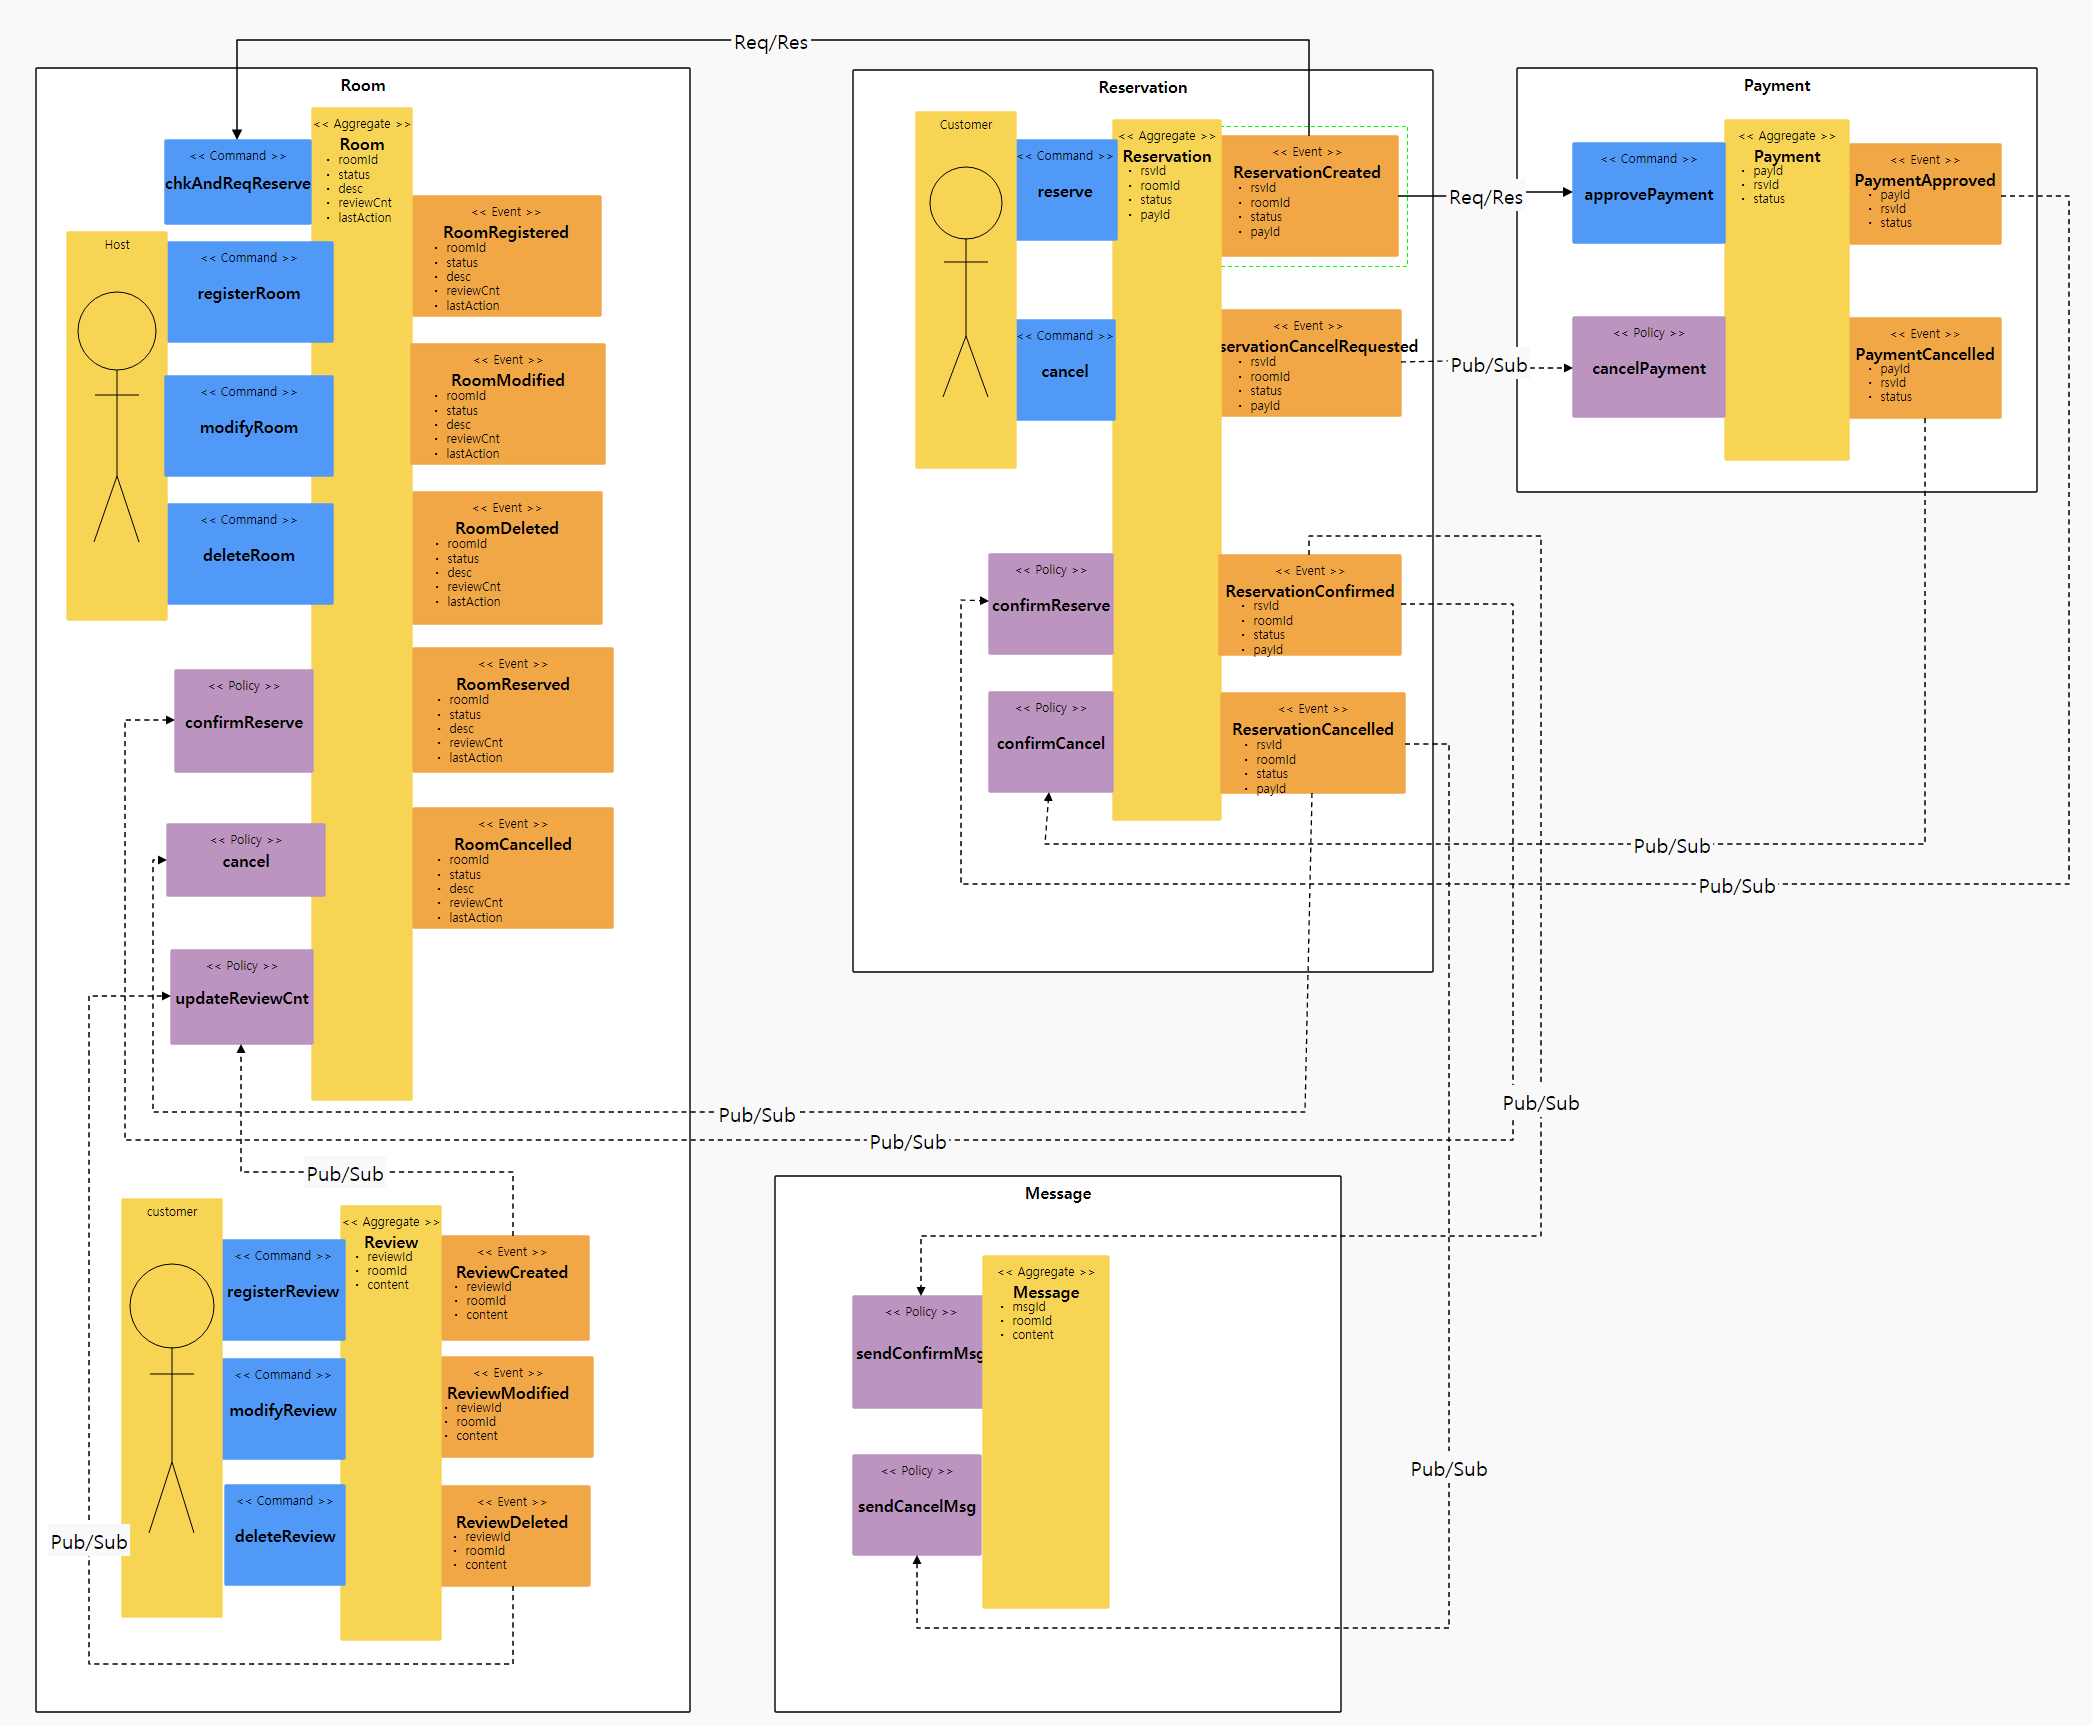 Req/Res
Room
<< Command >>
chkAndReqReserve
<< Aggregate >>
Room
· roomId
· status
· desc
· reviewCnt
· lastAction
Host
<< Command >>
registerRoom
<< Command >>
modifyRoom
<< Command >>
deleteRoom
<< Event >>
RoomRegistered
· roomId
· status
· desc
· reviewCnt
· lastAction
<< Event >>
RoomModified
· roomId
· status
· desc
· reviewCnt
· lastAction
<< Event >>
RoomDeleted
· roomId
· status
· desc
· reviewCnt
· lastAction
<< Policy >>
confirmReserve
<< Event >>
RoomReserved
· roomId
· status
· desc
· reviewCnt
· lastAction
<< Policy >>
cancel
<< Event >>
RoomCancelled
· roomId
· status
· desc
· reviewCnt
· lastAction
<< Policy >>
updateReviewCnt
Pub/Sub
customer
<< Command >>
registerReview
<< Command >>
modifyReview
<< Command >>
deleteReview
<< Aggregate >>
Review
· reviewId
· roomId
· content
<< Event >>
ReviewCreated
· reviewId
· roomId
· content
<< Event >>
ReviewModified
· reviewId
· roomId
· content
<< Event >>
ReviewDeleted
· reviewId
· roomId
· content
Pub/Sub
Reservation
Customer
<< Command >>
reserve
<< Aggregate >>
Reservation
· rsvId
· roomId
· status
· payId
<< Event >>
ReservationCreated
· rsvId
· roomId
· status
· payId
Req/Res
<< Command >>
cancel
<< Event >>
servationCancelRequested
· rsvId
· roomId
· status
· payId
Pub/Sub
<< Policy >>
confirmReserve
<< Event >>
ReservationConfirmed
· rsvId
· roomId
· status
· payId
<< Policy >>
confirmCancel
<< Event >>
ReservationCancelled
· rsvId
· roomId
· status
· payId
Payment
<< Command >>
approvePayment
<< Aggregate >>
Payment
· payId
· rsvId
· status
<< Event >>
PaymentApproved
· payId
· rsvId
· status
<< Policy >>
cancelPayment
<< Event >>
PaymentCancelled
· payId
· rsvId
· status
Pub/Sub
Pub/Sub
Pub/Sub
Pub/Sub
Pub/Sub
Message
<< Policy >>
sendConfirmMsg
<< Aggregate >>
Message
· msgId
· roomId
· content
<< Policy >>
sendCancelMsg
Pub/Sub